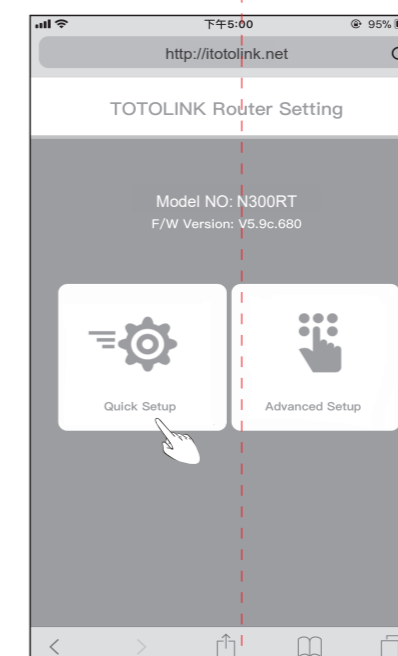 下午5:00 95%
http://itotolink.net
TOTOLINK Router Setting
Model NO: N300RT
F/W Version: V5.9c.680
Quick Setup Advanced Setup